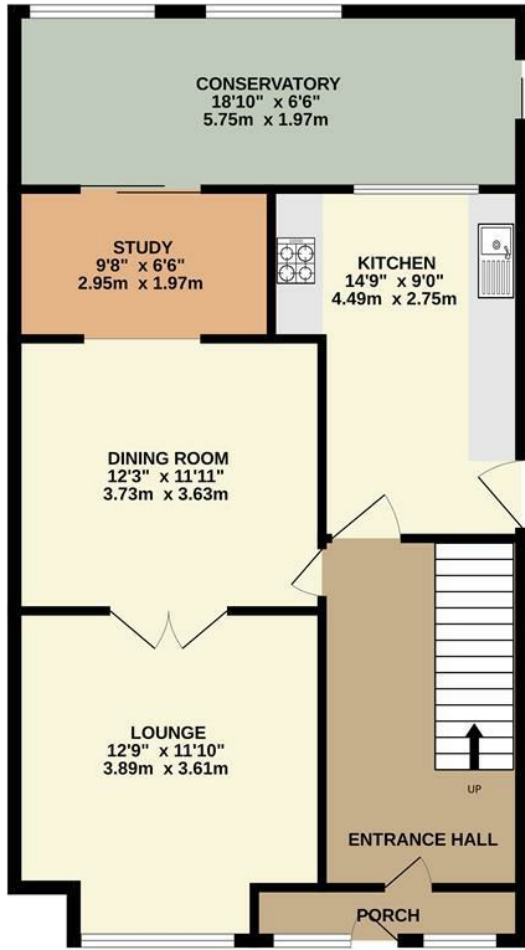 CONSERVATORY
18'10" x 6'6"
5.75m x 1.97m
STUDY
9'8" x 6'6"
2.95m x 1.97m
KITCHEN
14'9" x 9'0"
4.49m x 2.75m
DINING ROOM
12'3" x 11'11"
3.73m x 3.63m
LOUNGE
12'9" x 11'10"
3.89m x 3.61m
UP
ENTRANCE HALL
PORCH